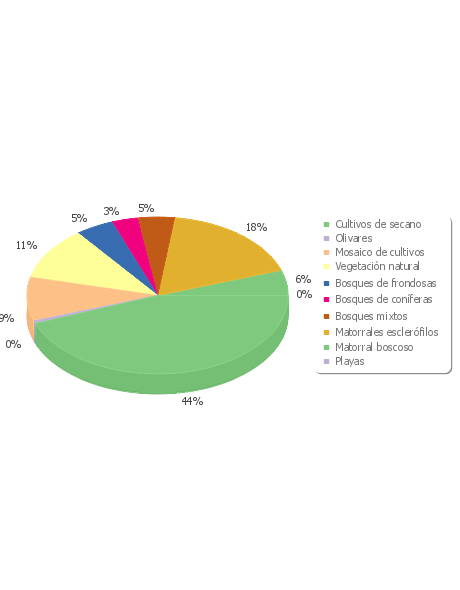 5%
3%
5%
18%
11%
6%
0%
9%
0%
44%
Cultivos de secano
Olivares
Mosaico de cultivos
Vegetación natural
Bosques de frondosas
Bosques de coníferas
Bosques mixtos
Matorrales esclerófilos
Matorral boscoso
Playas